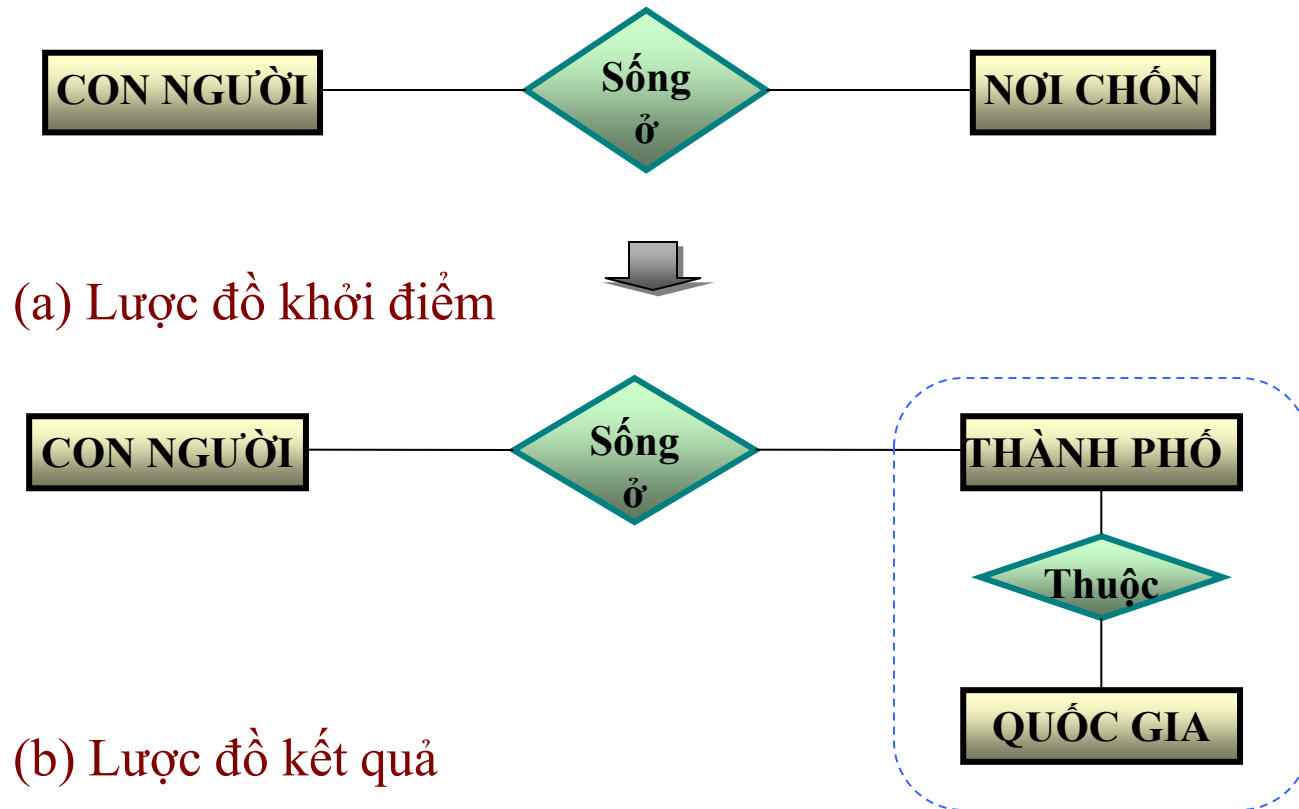 CON NGƯỜI
Sống
ở
NƠI CHỐN
(a) Lược đồ khởi điểm
CON NGƯỜI
Sống
ở
THÀNH PHỐ
Thuộc
QUỐC GIA
(b) Lược đồ kết quả